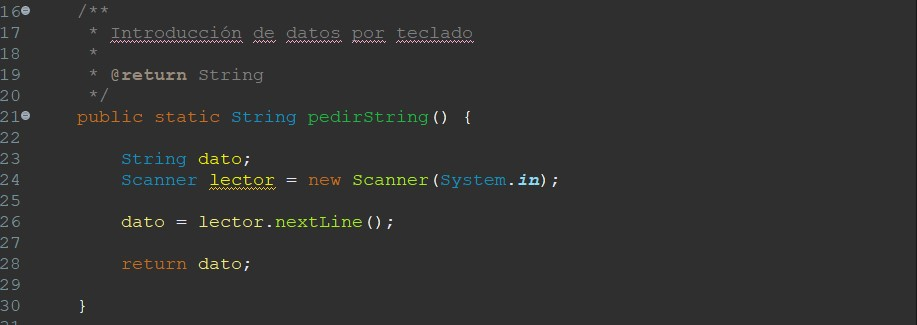 16 /**
17 * Introducción de datos por teclado
18 *
19 * @return String
20 */
21 public static String pedirString() {
22
23 String dato;
24 Scanner lector = new Scanner(System.in);
25
26 dato = lector.nextLine();
27
28 return dato;
29
30 }